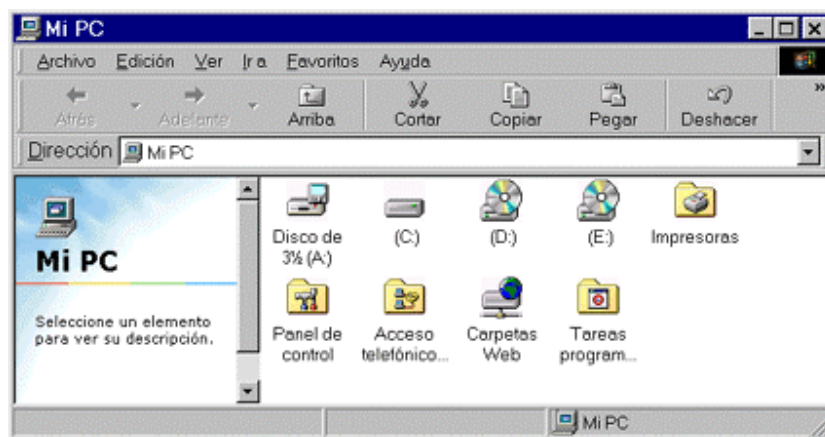 Mi PC
Archivo Edición Ver Ir a Favoritos Ayuda
Atrás Adelante Arriba Cortar Copiar Pegar Deshacer »
Dirección Mi PC
Mi PC
Seleccione un elemento
para ver su descripción.
Disco de
3½ (A:)
(C:)
(D:)
(E:)
Impresoras
Panel de
control
Acceso
telefónico...
Carpetas
Web
Tareas
program...
Mi PC